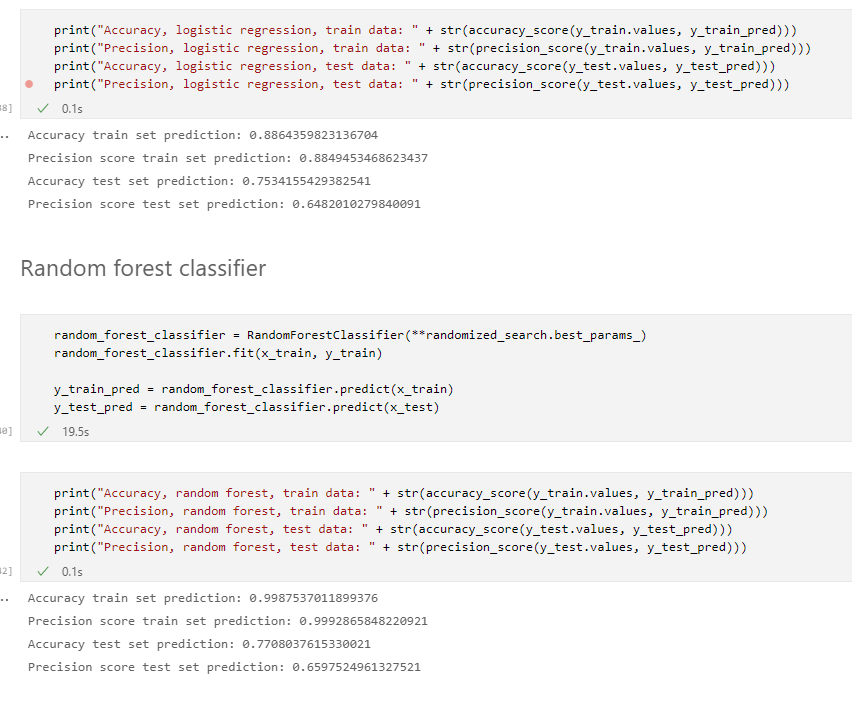 print("Accuracy, logistic regression, train data: " + str(accuracy_score(y_train.values, y_train_pred)))
print("Precision, logistic regression, train data: " + str(precision_score(y_train.values, y_train_pred)))
print("Accuracy, logistic regression, test data: " + str(accuracy_score(y_test.values, y_test_pred)))
print("Precision, logistic regression, test data: " + str(precision_score(y_test.values, y_test_pred)))
0.1s
Accuracy train set prediction: 0.8864359823136704
Precision score train set prediction: 0.8849453468623437
Accuracy test set prediction: 0.7534155429382541
Precision score test set prediction: 0.6482010279840091
Random forest classifier
random_forest_classifier = RandomForestClassifier(**randomized_search.best_params_)
random_forest_classifier.fit(x_train, y_train)
y_train_pred = random_forest_classifier.predict(x_train)
y_test_pred = random_forest_classifier.predict(x_test)
19.5s
print("Accuracy, random forest, train data: " + str(accuracy_score(y_train.values, y_train_pred)))
print("Precision, random forest, train data: " + str(precision_score(y_train.values, y_train_pred)))
print("Accuracy, random forest, test data: " + str(accuracy_score(y_test.values, y_test_pred)))
print("Precision, random forest, test data: " + str(precision_score(y_test.values, y_test_pred)))
0.1s
Accuracy train set prediction: 0.9987537011899376
Precision score train set prediction: 0.9992865848220921
Accuracy test set prediction: 0.7708037615330021
Precision score test set prediction: 0.6597524961327521